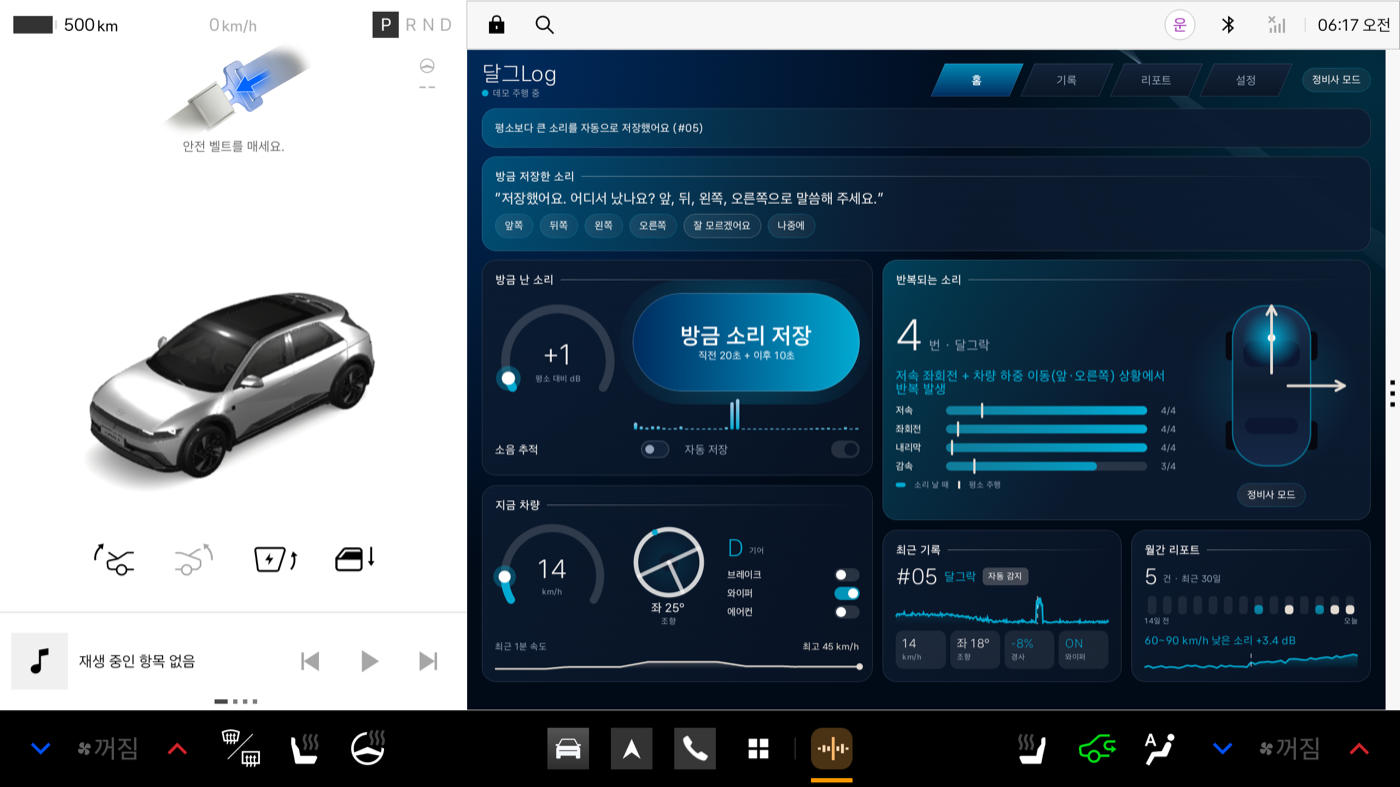 500 km
0 km/h
P R N D
--
안전 벨트를 매세요.
재생 중인 항목 없음
운
06:17 오전
달그Log
데모 주행 중
홈
기록
리포트
설정
정비사 모드
평소보다 큰 소리를 자동으로 저장했어요 (#05)
방금 저장한 소리
"저장했어요. 어디서 났나요? 앞, 뒤, 왼쪽, 오른쪽으로 말씀해 주세요."
앞쪽
뒤쪽
왼쪽
오른쪽
잘 모르겠어요
나중에
방금 난 소리
+1
평소 대비 dB
방금 소리 저장
직전 20초 + 이후 10초
소음 추적
자동 저장
반복되는 소리
4 번 · 달그락
저속 좌회전 + 차량 하중 이동(앞·오른쪽) 상황에서
반복 발생
저속 4/4
좌회전 4/4
내리막 4/4
감속 3/4
소리 날 때
평소 주행
정비사 모드
지금 차량
14
km/h
좌 25°
조향
D 기어
브레이크
와이퍼
에어컨
최근 1분 속도
최고 45 km/h
최근 기록
#05 달그락 자동 감지
14
km/h
좌 18°
조향
-8%
경사
ON
와이퍼
월간 리포트
5 건 · 최근 30일
14일 전
오늘
60~90 km/h 낮은 소리 +3.4 dB
꺼짐
A
꺼짐